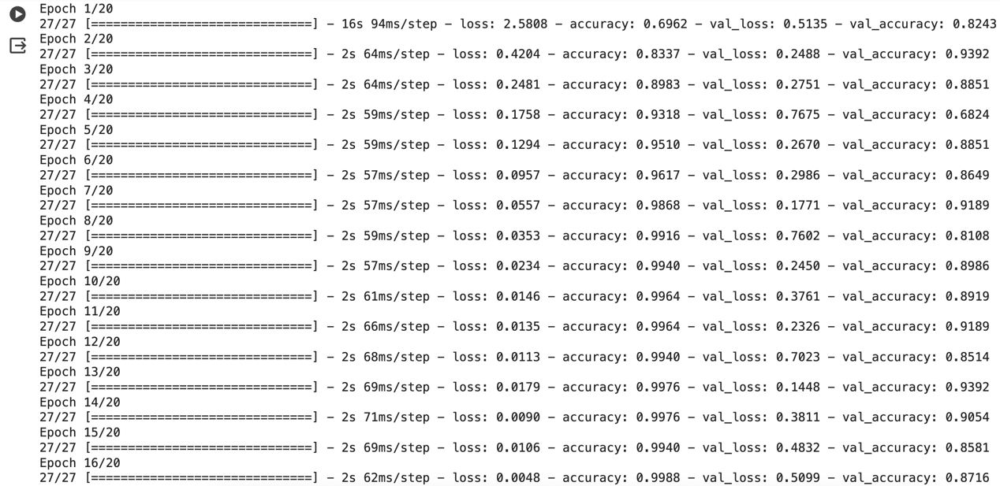 Epoch 1/20
27/27 [==============================] - 16s 94ms/step - loss: 2.5808 - accuracy: 0.6962 - val_loss: 0.5135 - val_accuracy: 0.8243
Epoch 2/20
27/27 [==============================] - 2s 64ms/step - loss: 0.4204 - accuracy: 0.8337 - val_loss: 0.2488 - val_accuracy: 0.9392
Epoch 3/20
27/27 [==============================] - 2s 64ms/step - loss: 0.2481 - accuracy: 0.8983 - val_loss: 0.2751 - val_accuracy: 0.8851
Epoch 4/20
27/27 [==============================] - 2s 59ms/step - loss: 0.1758 - accuracy: 0.9318 - val_loss: 0.7675 - val_accuracy: 0.6824
Epoch 5/20
27/27 [==============================] - 2s 59ms/step - loss: 0.1294 - accuracy: 0.9510 - val_loss: 0.2670 - val_accuracy: 0.8851
Epoch 6/20
27/27 [==============================] - 2s 57ms/step - loss: 0.0957 - accuracy: 0.9617 - val_loss: 0.2986 - val_accuracy: 0.8649
Epoch 7/20
27/27 [==============================] - 2s 57ms/step - loss: 0.0557 - accuracy: 0.9868 - val_loss: 0.1771 - val_accuracy: 0.9189
Epoch 8/20
27/27 [==============================] - 2s 59ms/step - loss: 0.0353 - accuracy: 0.9916 - val_loss: 0.7602 - val_accuracy: 0.8108
Epoch 9/20
27/27 [==============================] - 2s 57ms/step - loss: 0.0234 - accuracy: 0.9940 - val_loss: 0.2450 - val_accuracy: 0.8986
Epoch 10/20
27/27 [==============================] - 2s 61ms/step - loss: 0.0146 - accuracy: 0.9964 - val_loss: 0.3761 - val_accuracy: 0.8919
Epoch 11/20
27/27 [==============================] - 2s 66ms/step - loss: 0.0135 - accuracy: 0.9964 - val_loss: 0.2326 - val_accuracy: 0.9189
Epoch 12/20
27/27 [==============================] - 2s 68ms/step - loss: 0.0113 - accuracy: 0.9940 - val_loss: 0.7023 - val_accuracy: 0.8514
Epoch 13/20
27/27 [==============================] - 2s 69ms/step - loss: 0.0179 - accuracy: 0.9976 - val_loss: 0.1448 - val_accuracy: 0.9392
Epoch 14/20
27/27 [==============================] - 2s 71ms/step - loss: 0.0090 - accuracy: 0.9976 - val_loss: 0.3811 - val_accuracy: 0.9054
Epoch 15/20
27/27 [==============================] - 2s 69ms/step - loss: 0.0106 - accuracy: 0.9940 - val_loss: 0.4832 - val_accuracy: 0.8581
Epoch 16/20
27/27 [==============================] - 2s 62ms/step - loss: 0.0048 - accuracy: 0.9988 - val_loss: 0.5099 - val_accuracy: 0.8716